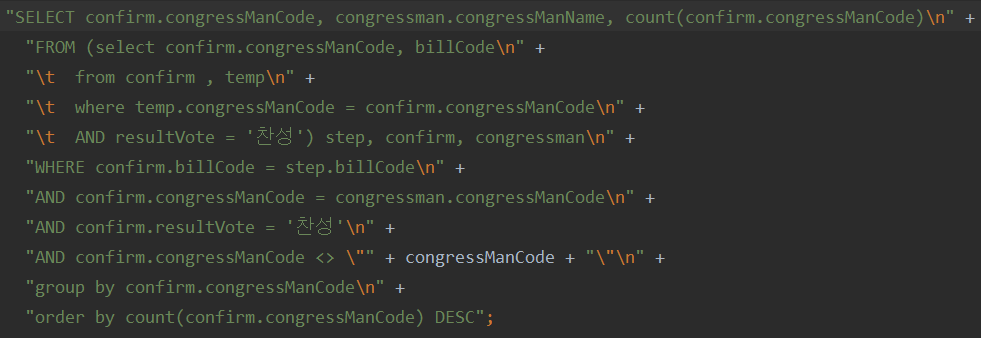 "SELECT confirm.congressManCode, congressman.congressManName, count(confirm.congressManCode)\n" +
"FROM (select confirm.congressManCode, billCode\n" +
"\t  from confirm , temp\n" +
"\t  where temp.congressManCode = confirm.congressManCode\n" +
"\t  AND resultVote = '찬성') step, confirm, congressman\n" +
"WHERE confirm.billCode = step.billCode\n" +
"AND confirm.congressManCode = congressman.congressManCode\n" +
"AND confirm.resultVote = '찬성'\n" +
"AND confirm.congressManCode <> \"" + congressManCode + "\"\n" +
"group by confirm.congressManCode\n" +
"order by count(confirm.congressManCode) DESC";